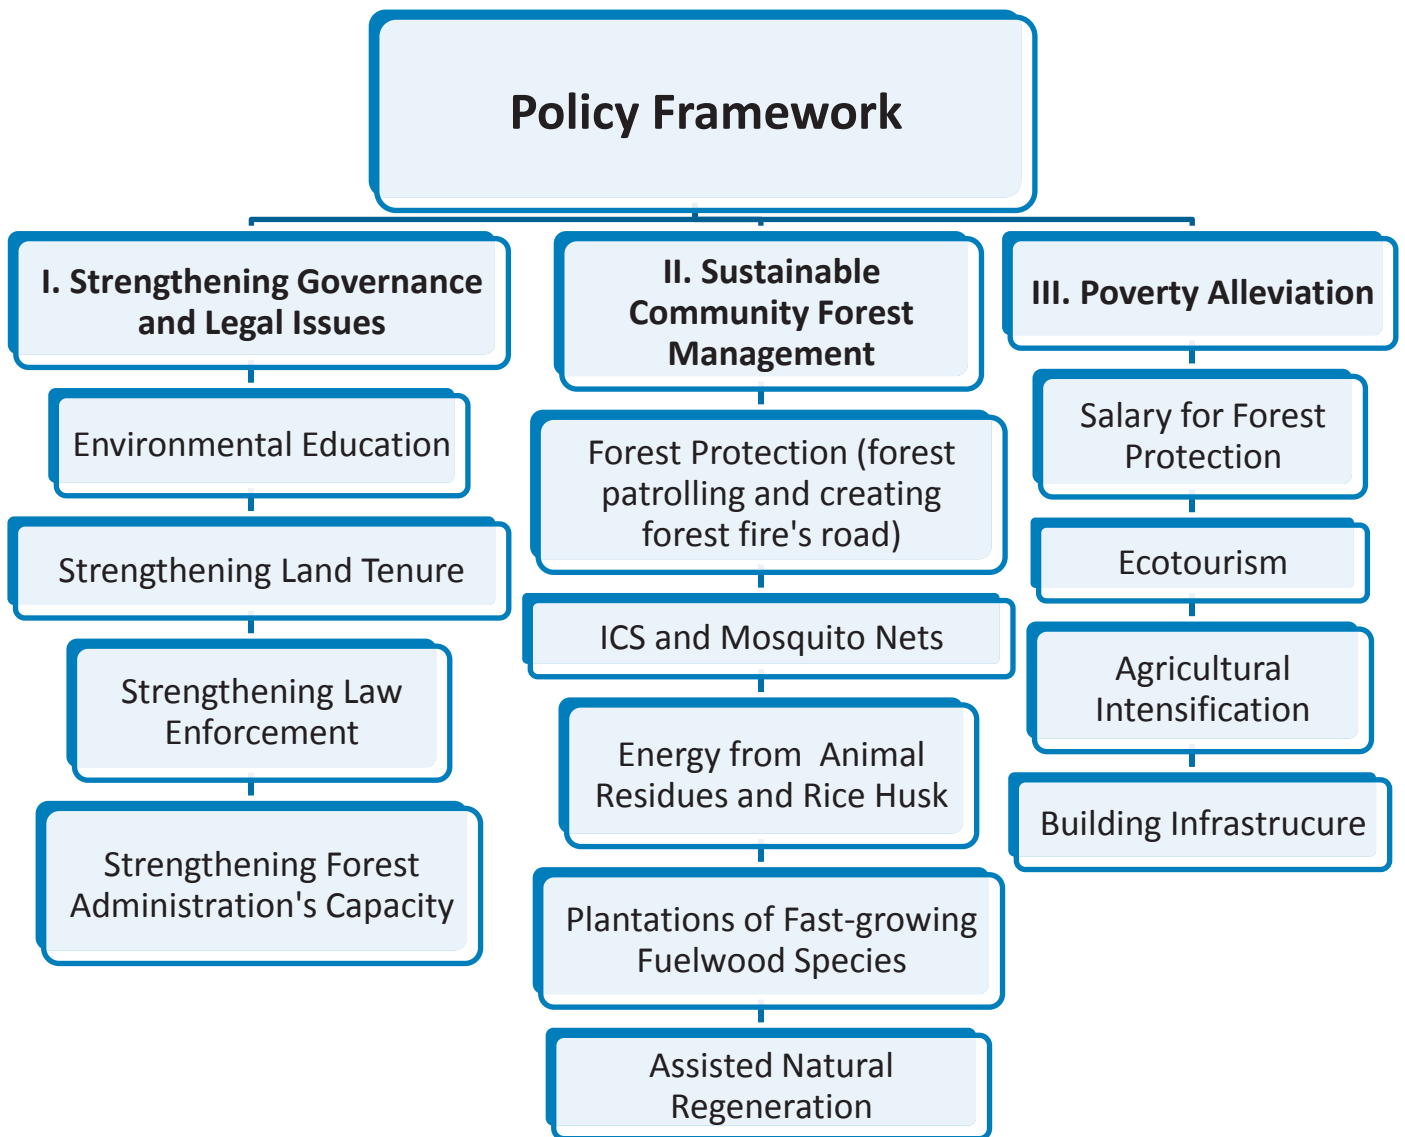 Policy Framework
I. Strengthening Governance
and Legal Issues
Environmental Education
Strengthening Land Tenure
Strengthening Law
Enforcement
Strengthening Forest
Administration's Capacity
II. Sustainable
Community Forest
Management
Forest Protection (forest
patrolling and creating
forest fire's road)
ICS and Mosquito Nets
Energy from  Animal
Residues and Rice Husk
Plantations of Fast-growing
Fuelwood Species
Assisted Natural
Regeneration
III. Poverty Alleviation
Salary for Forest
Protection
Ecotourism
Agricultural
Intensification
Building Infrastrucure